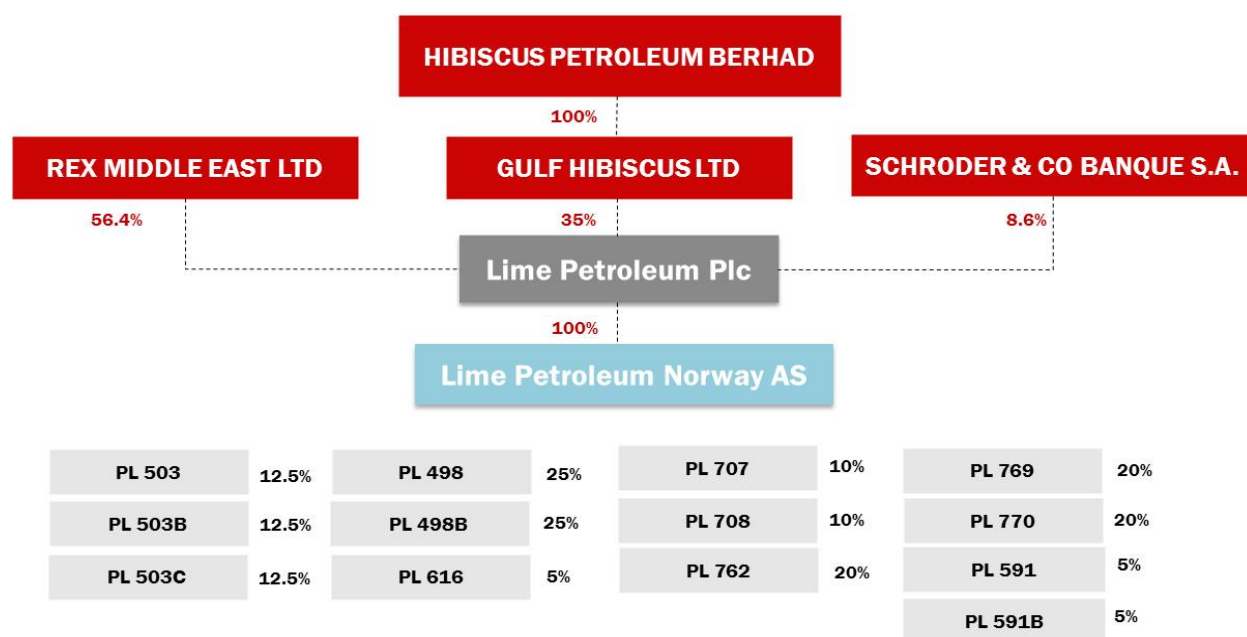 HIBISCUS PETROLEUM BERHAD
100%
REX MIDDLE EAST LTD
GULF HIBISCUS LTD
SCHRODER & CO BANQUE S.A.
56.4%
35%
8.6%
Lime Petroleum Plc
100%
Lime Petroleum Norway AS
PL 503 12.5%
PL 503B 12.5%
PL 503C 12.5%
PL 498 25%
PL 498B 25%
PL 616 5%
PL 707 10%
PL 708 10%
PL 762 20%
PL 769 20%
PL 770 20%
PL 591 5%
PL 591B 5%